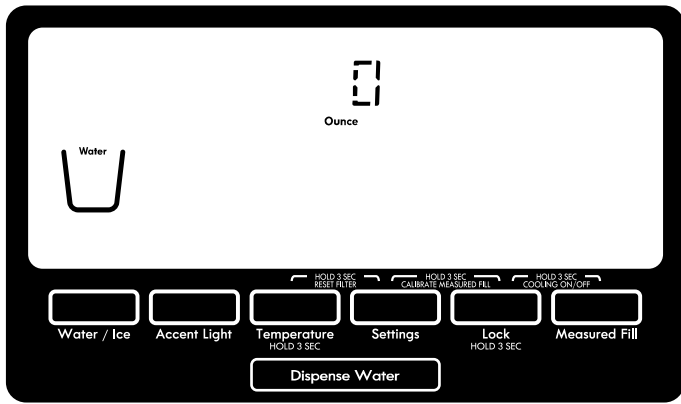 0
Ounce
Water
HOLD 3 SEC
RESET FILTER
HOLD 3 SEC
CALIBRATE MEASURED FILL
HOLD 3 SEC
COOLING ON/OFF
Water / Ice
Accent Light
Temperature
HOLD 3 SEC
Settings
Lock
HOLD 3 SEC
Measured Fill
Dispense Water